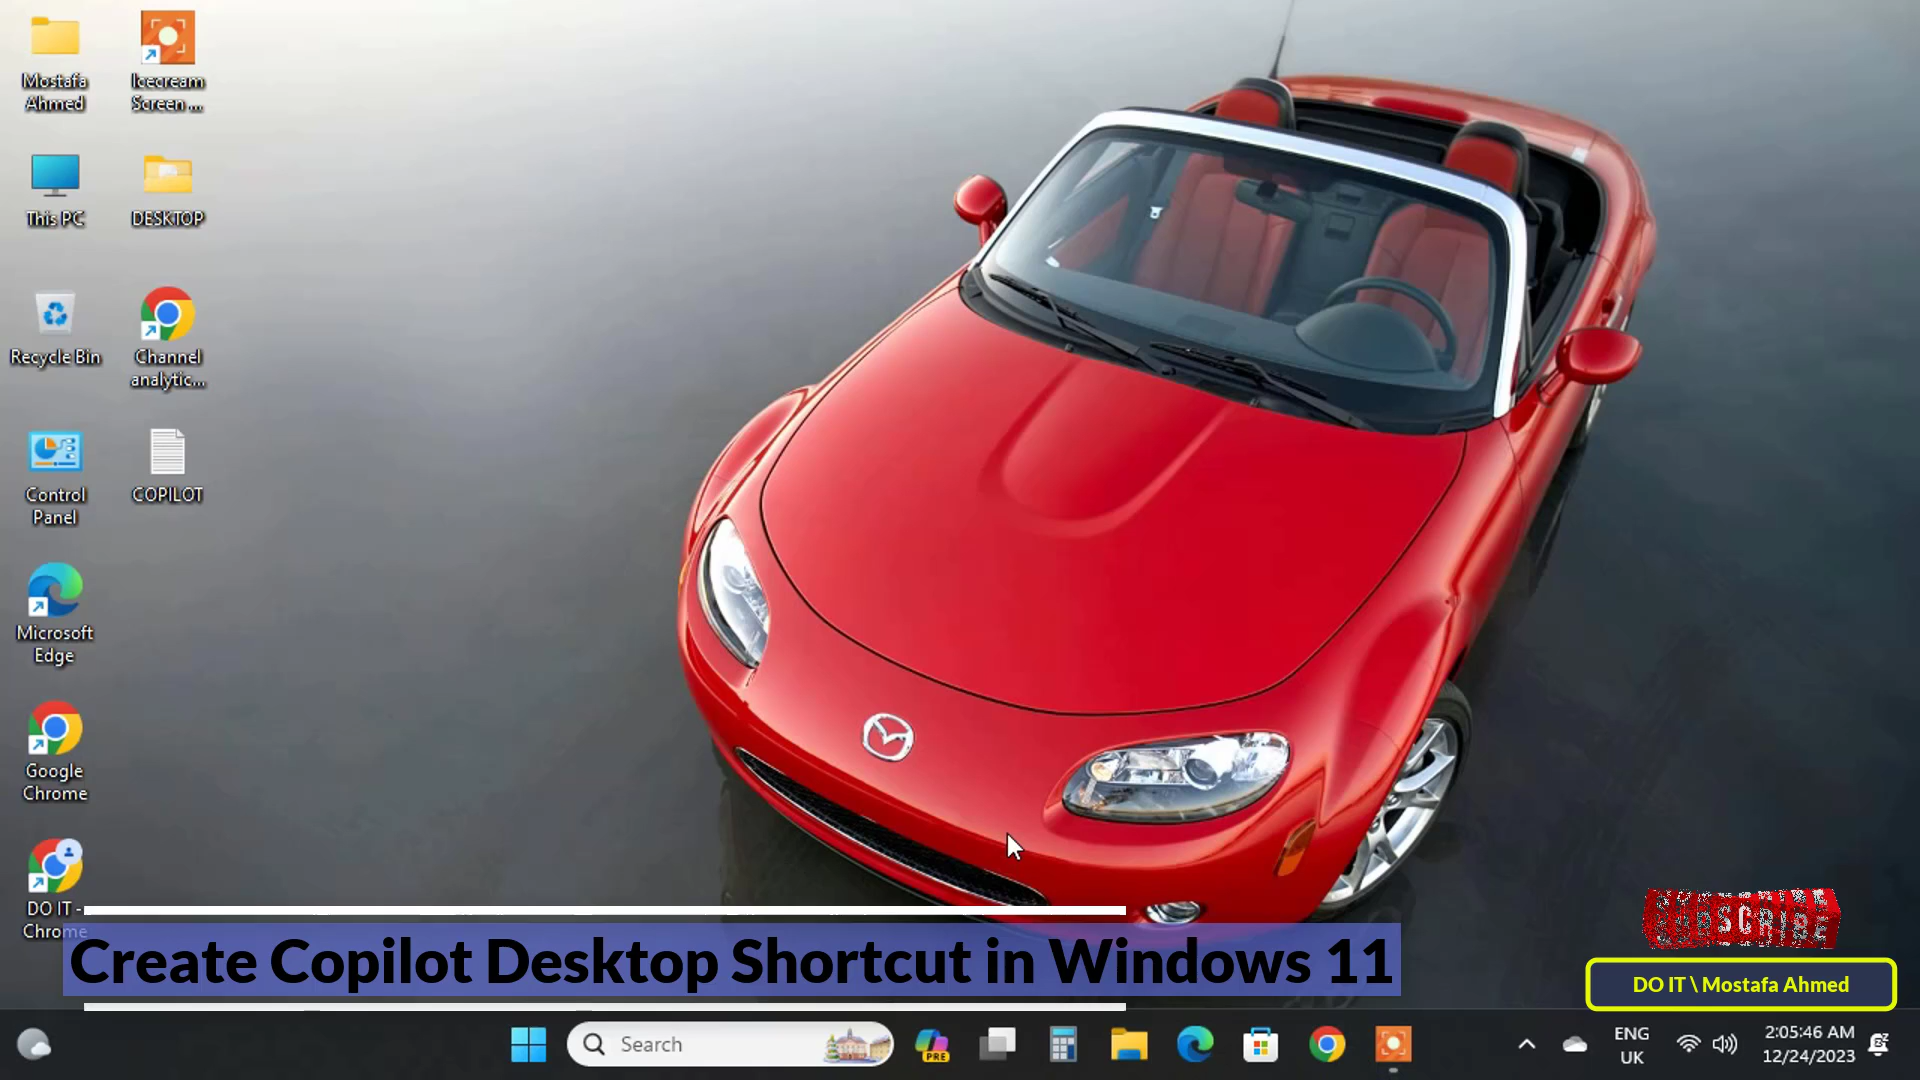 Mostafa
Ahmed
Icecream
Screen ...
This PC
DESKTOP
Recycle Bin
Channel
analytic...
Control
Panel
COPILOT
Microsoft
Edge
Google
Chrome
DO IT -
Chrome
Create Copilot Desktop Shortcut in Windows 11
SUBSCRIBE
DO IT \ Mostafa Ahmed
Search
PRE
ENG
UK
2:05:46 AM
12/24/2023